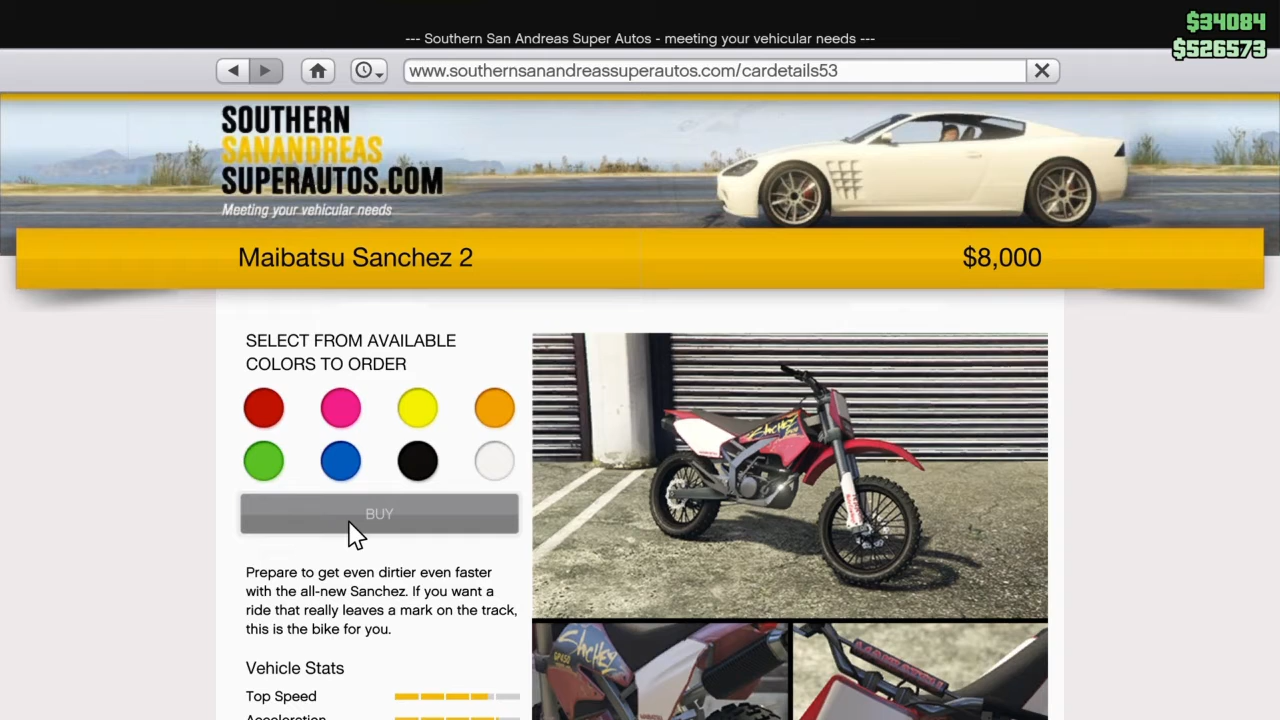 $34084
--- Southern San Andreas Super Autos - meeting your vehicular needs ---
$526573
www.southernsanandreassuperautos.com/cardetails53
SOUTHERN
SANANDREAS
SUPERAUTOS.COM
Meeting your vehicular needs
Maibatsu Sanchez 2
$8,000
SELECT FROM AVAILABLE
COLORS TO ORDER
BUY
Prepare to get even dirtier even faster
with the all-new Sanchez. If you want a
ride that really leaves a mark on the track,
this is the bike for you.
Vehicle Stats
Top Speed
Acceleration